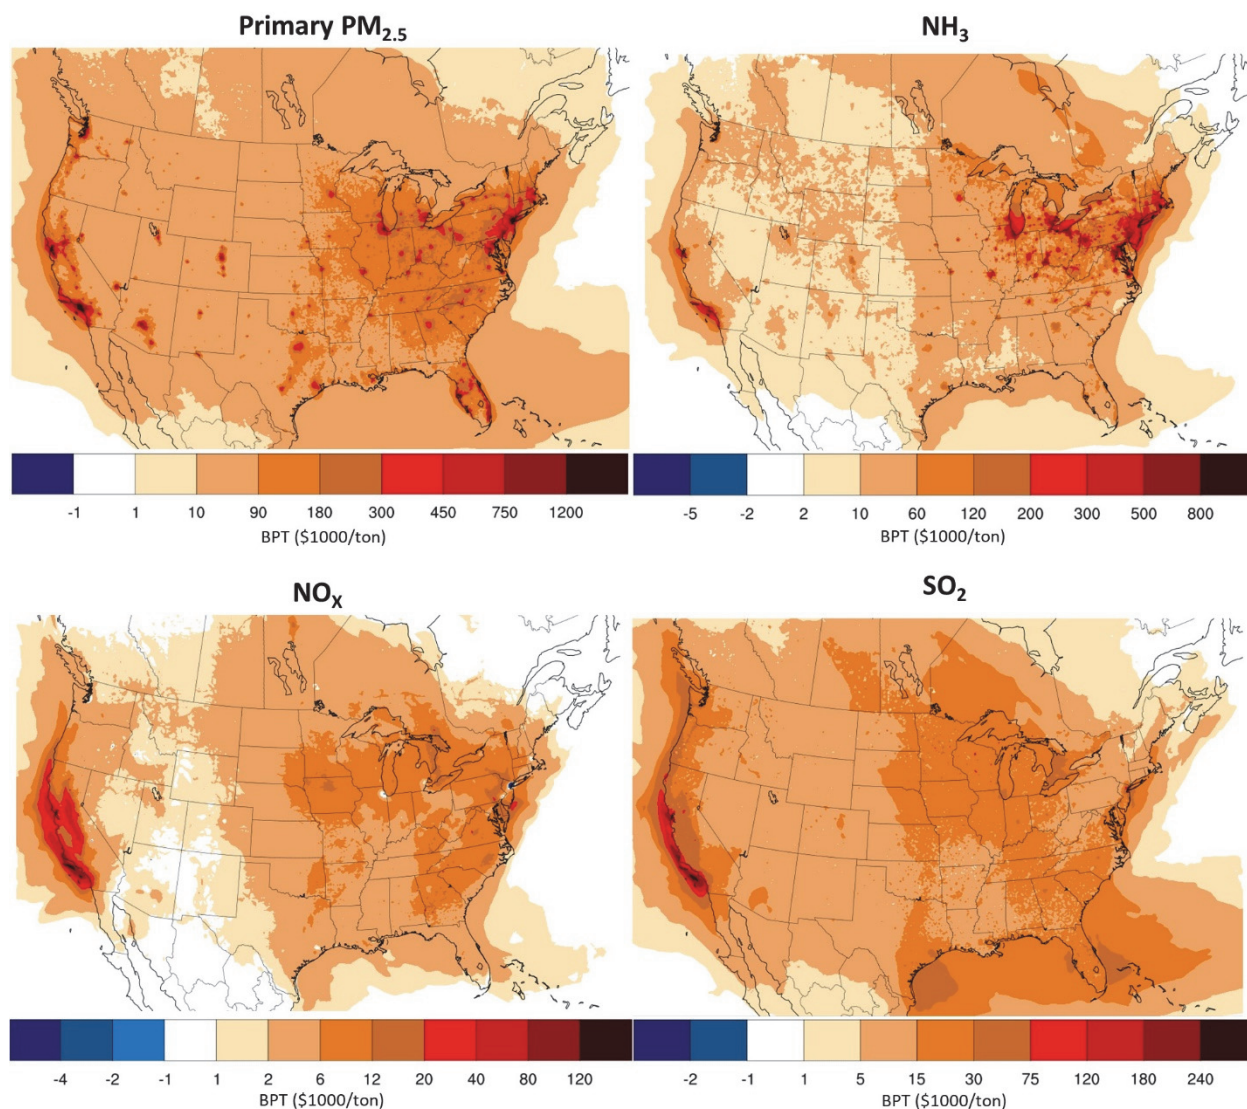 Primary PM₂.₅
NH₃
-1 1 10 90 180 300 450 750 1200
BPT ($1000/ton)
-5 -2 2 10 60 120 200 300 500 800
BPT ($1000/ton)
NOₓ
SO₂
-4 -2 -1 1 2 6 12 20 40 80 120
BPT ($1000/ton)
-2 -1 1 5 15 30 75 120 180 240
BPT ($1000/ton)